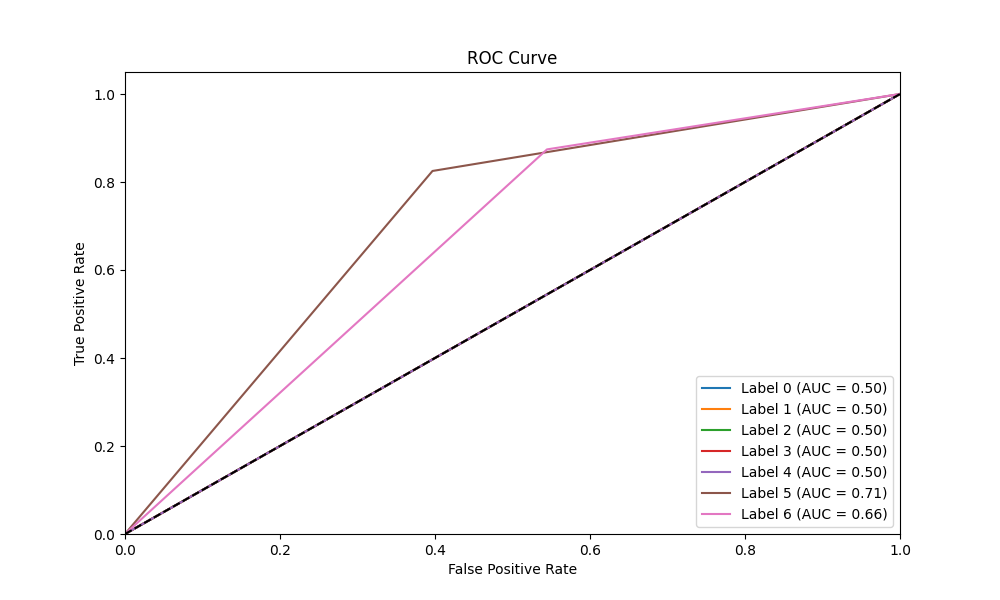 ROC Curve
True Positive Rate
1.0
0.8
0.6
0.4
0.2
0.0
0.0 0.2 0.4 0.6 0.8 1.0
False Positive Rate
Label 0 (AUC = 0.50)
Label 1 (AUC = 0.50)
Label 2 (AUC = 0.50)
Label 3 (AUC = 0.50)
Label 4 (AUC = 0.50)
Label 5 (AUC = 0.71)
Label 6 (AUC = 0.66)